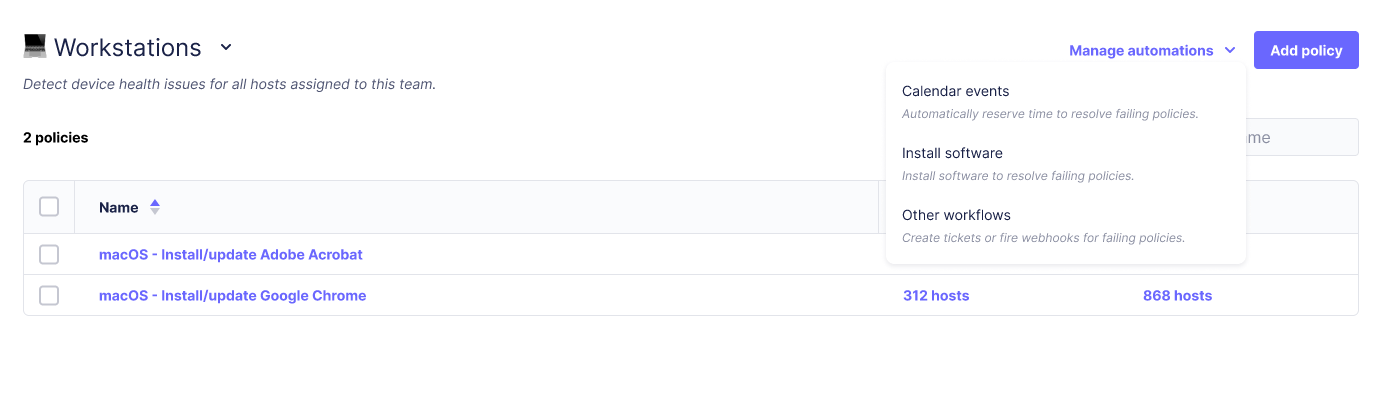 Workstations
Manage automations
Add policy
Detect device health issues for all hosts assigned to this team.
Calendar events
Automatically reserve time to resolve failing policies.
2 policies
Install software
Install software to resolve failing policies.
Name
Other workflows
Create tickets or fire webhooks for failing policies.
macOS - Install/update Adobe Acrobat
macOS - Install/update Google Chrome
312 hosts
868 hosts